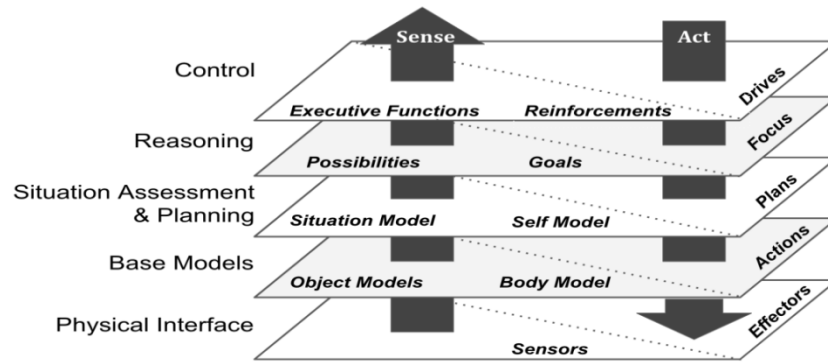 Sense
Act
Control
Drives
Executive Functions
Reinforcements
Reasoning
Focus
Possibilities
Goals
Situation Assessment
& Planning
Plans
Situation Model
Self Model
Base Models
Actions
Object Models
Body Model
Physical Interface
Effectors
Sensors